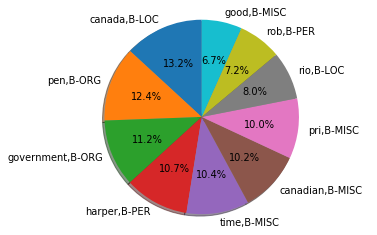 good,B-MISC
canada,B-LOC
rob,B-PER
6.7%
13.2%
7.2%
rio,B-LOC
pen,B-ORG
8.0%
12.4%
10.0%
pri,B-MISC
11.2%
government,B-ORG
10.2%
10.7%
10.4%
canadian,B-MISC
harper,B-PER
time,B-MISC